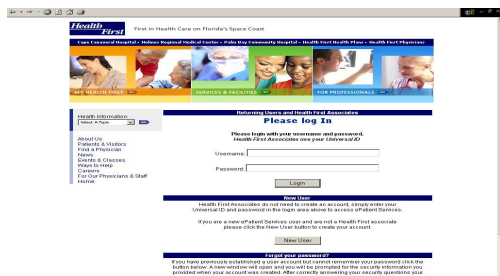 Health
First
First in Health Care on Florida's Space Coast
Cape Canaveral Hospital - Holmes Regional Medical Center - Palm Bay Community Hospital - Health First Health Plans - Health First Physicians
SERVICES & FACILITIES
FOR PROFESSIONALS
Health Information:
Select A Topic
About Us
Patients & Visitors
Find a Physician
News
Events & Classes
Ways to Help
Careers
For Our Physicians & Staff
Home
Returning Users and Health First Associates
Please log In
Please login with your username and password.
Health First Associates use your Universal ID
Username:
Password:
Login
New User
Health First Associates do not need to create an account, simply enter your
Universal ID and password in the login area above to access ePatient Services.
If you are a new ePatient Services user and are not a Health First associate
please click the New User button to create your account.
New User
Forgot your password?
If you have previously established a user account but cannot remember your password click the
button below. A new window will open and you will be prompted for the security information you
provided when your account was created. After correctly answering your security questions your